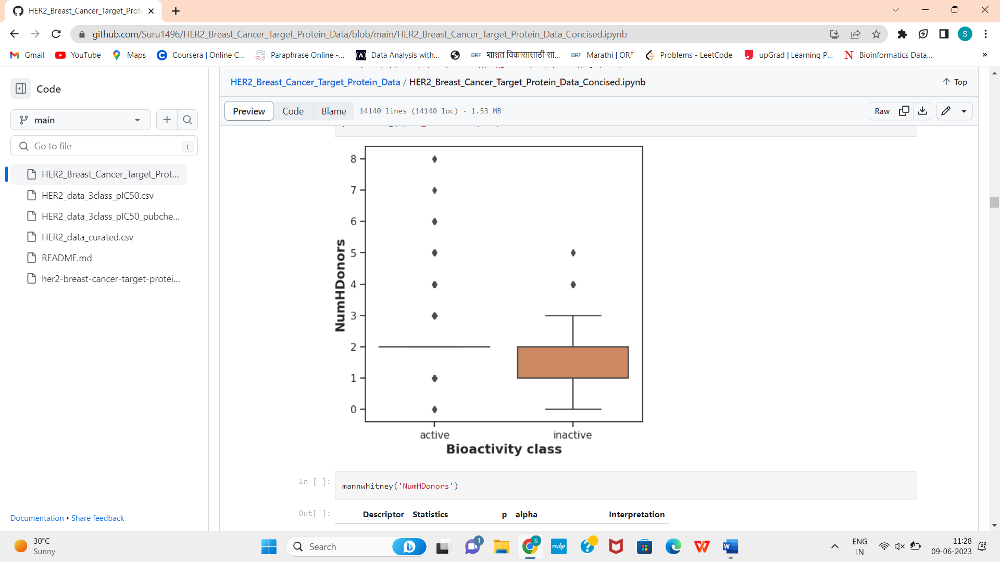 HER2_Breast_Cancer_Target_Prote
github.com/Suru1496/HER2_Breast_Cancer_Target_Protein_Data/blob/main/HER2_Breast_Cancer_Target_Protein_Data_Concised.ipynb
S
Gmail YouTube Maps Coursera | Online C... Paraphrase Online -... Data Analysis with... ORF शाश्वत विकासासाठी सा... ORF Marathi | ORF Problems - LeetCode upGrad | Learning P... N Bioinformatics Data... »
Code
HER2_Breast_Cancer_Target_Protein_Data / HER2_Breast_Cancer_Target_Protein_Data_Concised.ipynb
Top
main
Preview Code Blame 14140 lines (14140 loc) · 1.53 MB
Raw
Go to file t
HER2_Breast_Cancer_Target_Prot...
HER2_data_3class_pIC50.csv
HER2_data_3class_pIC50_pubche...
HER2_data_curated.csv
README.md
her2-breast-cancer-target-protei...
8
7
6
5
4
3
2
1
0
NumHDonors
active inactive
Bioactivity class
In [ ]:
mannwhitney('NumHDonors')
Out[ ]:
Descriptor Statistics p alpha Interpretation
Documentation • Share feedback
30°C
Sunny
Search
1
S
myhp
ENG
IN
11:28
09-06-2023